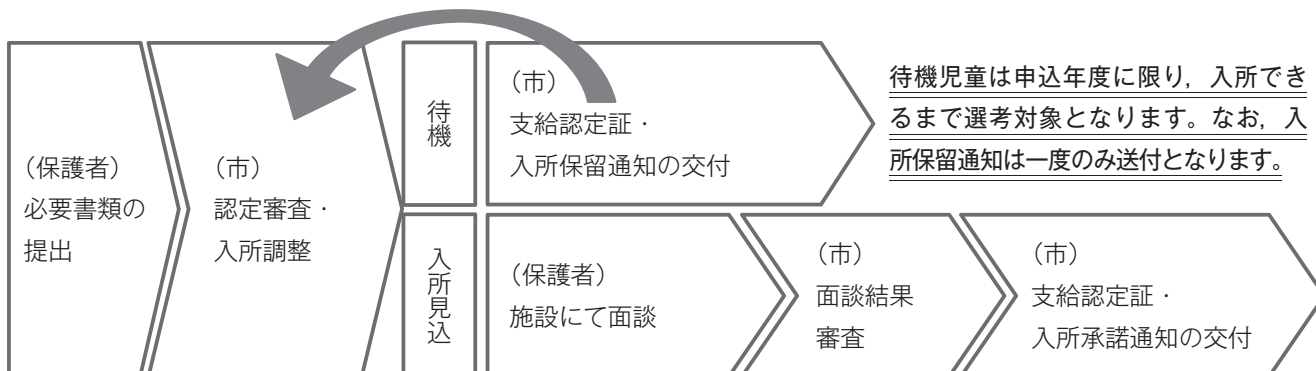 (保護者)
必要書類の
提出
(市)
認定審査・
入所調整
待機
(市)
支給認定証・
入所保留通知の交付
待機児童は申込年度に限り，入所でき
るまで選考対象となります。なお，入
所保留通知は一度のみ送付となります。
入所見込
(保護者)
施設にて面談
(市)
面談結果
審査
(市)
支給認定証・
入所承諾通知の交付